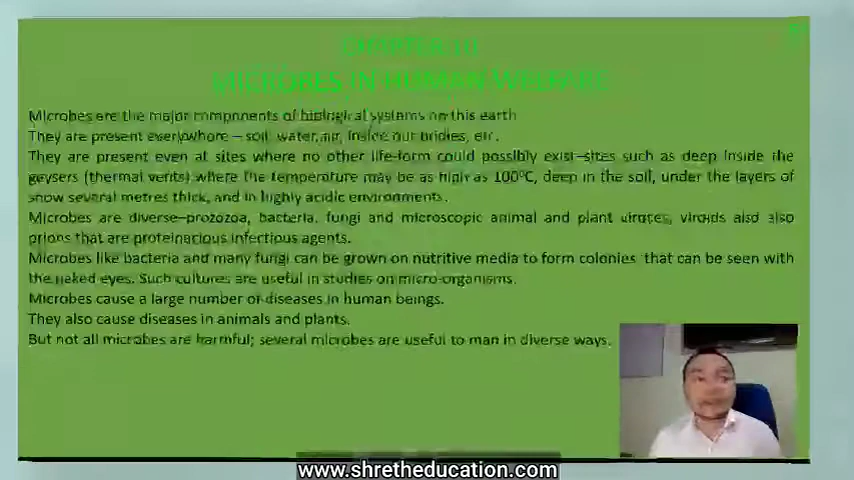 CHAPTER 10
MICROBES IN HUMAN WELFARE
Microbes are the major components of biological systems on this earth
They are present everywhere – soil, water, air, inside our bodies, etc.
They are present even at sites where no other life-form could possibly exist–sites such as deep inside the
geysers (thermal vents) where the temperature may be as high as 100⁰C, deep in the soil, under the layers of
snow several metres thick, and in highly acidic environments.
Microbes are diverse–prozozoa, bacteria, fungi and microscopic animal and plant viruses, viroids also also
prions that are proteinacious infectious agents.
Microbes like bacteria and many fungi can be grown on nutritive media to form colonies that can be seen with
the naked eyes. Such cultures are useful in studies on micro-organisms.
Microbes cause a large number of diseases in human beings.
They also cause diseases in animals and plants.
But not all microbes are harmful; several microbes are useful to man in diverse ways.
www.shretheducation.com